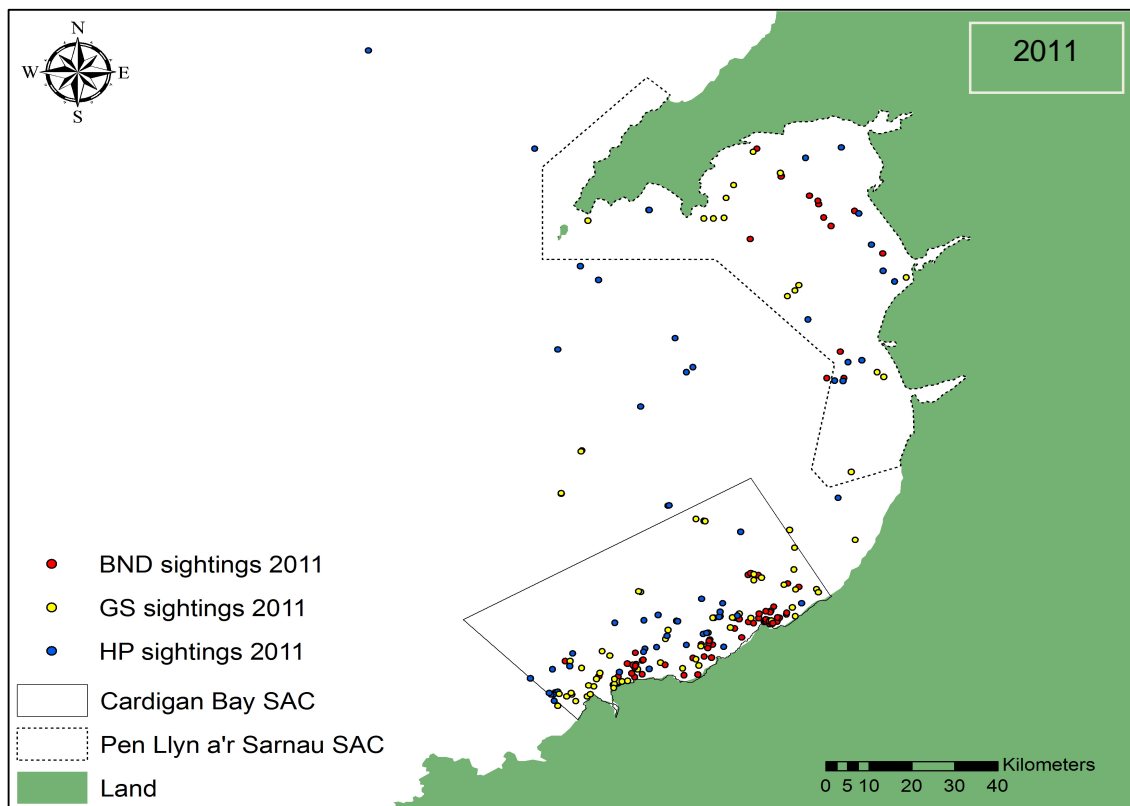 N
W E
S
2011
BND sightings 2011
GS sightings 2011
HP sightings 2011
Cardigan Bay SAC
Pen Llyn a'r Sarnau SAC
Land
Kilometers
0 5 10 20 30 40